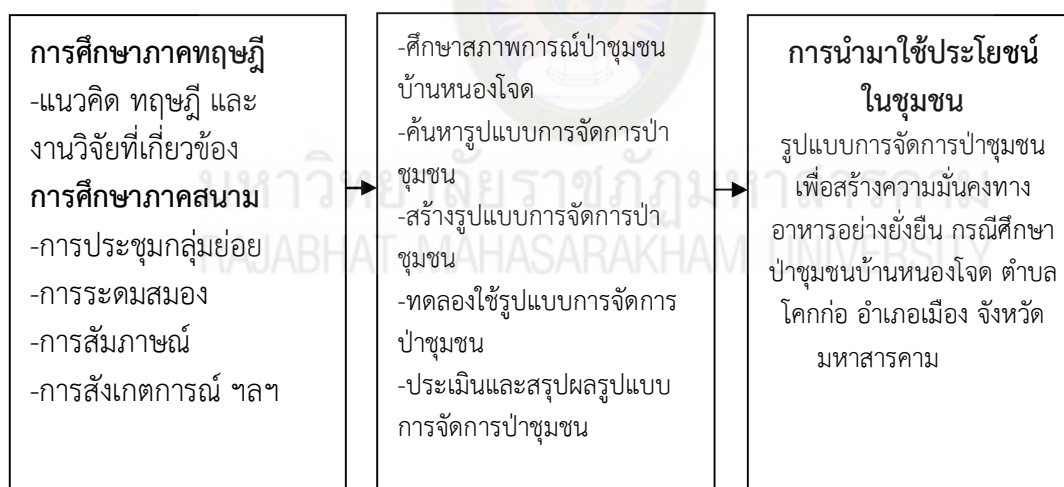 การศึกษาภาคทฤษฎี
-แนวคิด ทฤษฎี และ
งานวิจัยที่เกี่ยวข้อง
การศึกษาภาคสนาม
-การประชุมกลุ่มย่อย
-การระดมสมอง
-การสัมภาษณ์
-การสังเกตการณ์ ฯลฯ
-ศึกษาสภาพการณ์ป่าชุมชน
บ้านหนองโจด
-ค้นหารูปแบบการจัดการป่า
ชุมชน
-สร้างรูปแบบการจัดการป่า
ชุมชน
-ทดลองใช้รูปแบบการจัดการ
ป่าชุมชน
-ประเมินและสรุปผลรูปแบบ
การจัดการป่าชุมชน
การนำมาใช้ประโยชน์
ในชุมชน
รูปแบบการจัดการป่าชุมชน
เพื่อสร้างความมั่นคงทาง
อาหารอย่างยั่งยืน กรณีศึกษา
ป่าชุมชนบ้านหนองโจด ตำบล
โคกก่อ อำเภอเมือง จังหวัด
มหาสารคาม
มหาวิทยาลัยราชภัฏมหาสารคาม
RAJABHAT MAHASARAKHAM UNIVERSITY